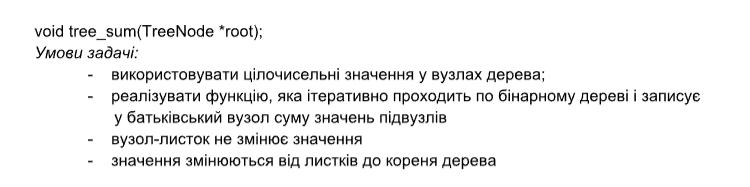 void tree_sum(TreeNode *root);
Умови задачі:
- використовувати цілочисельні значення у вузлах дерева;
- реалізувати функцію, яка ітеративно проходить по бінарному дереві і записує
у батьківський вузол суму значень підвузлів
- вузол-листок не змінює значення
- значення змінюються від листків до кореня дерева